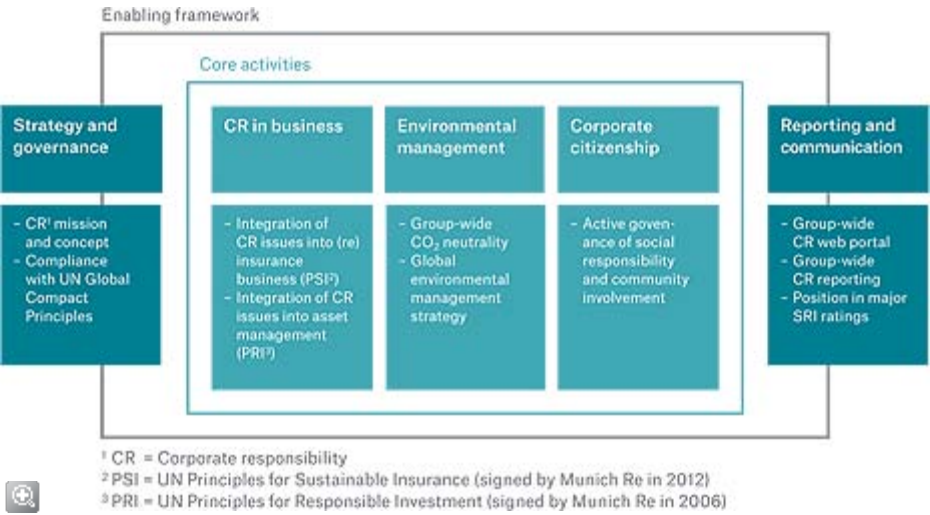 Enabling framework
Core activities
Strategy and
governance
– CR¹ mission
and concept
– Compliance
with UN Global
Compact
Principles
CR in business
– Integration of
CR issues into (re)
insurance
business (PSI²)
– Integration of CR
issues into asset
management
(PRI³)
Environmental
management
– Group-wide
CO₂ neutrality
– Global
environmental
management
strategy
Corporate
citizenship
– Active gover-
ance of social
responsibility
and community
involvement
Reporting and
communication
– Group-wide
CR web portal
– Group-wide
CR reporting
– Position in major
SRI ratings
¹ CR = Corporate responsibility
² PSI = UN Principles for Sustainable Insurance (signed by Munich Re in 2012)
³ PRI = UN Principles for Responsible Investment (signed by Munich Re in 2006)